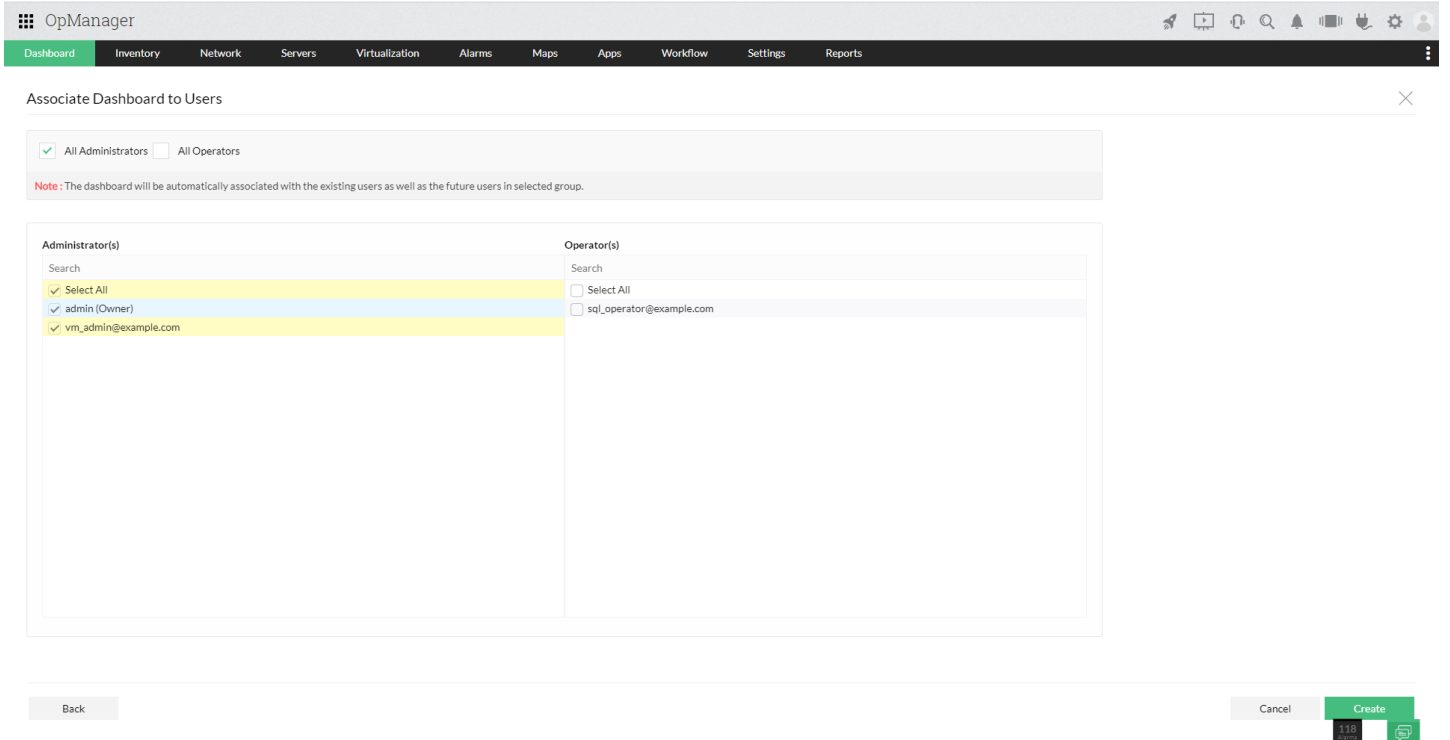 OpManager
Dashboard Inventory Network Servers Virtualization Alarms Maps Apps Workflow Settings Reports
Associate Dashboard to Users
All Administrators All Operators
Note : The dashboard will be automatically associated with the existing users as well as the future users in selected group.
Administrator(s) Operator(s)
Search Search
Select All Select All
admin (Owner) sql_operator@example.com
vm_admin@example.com
Back Cancel Create
118
Alarms